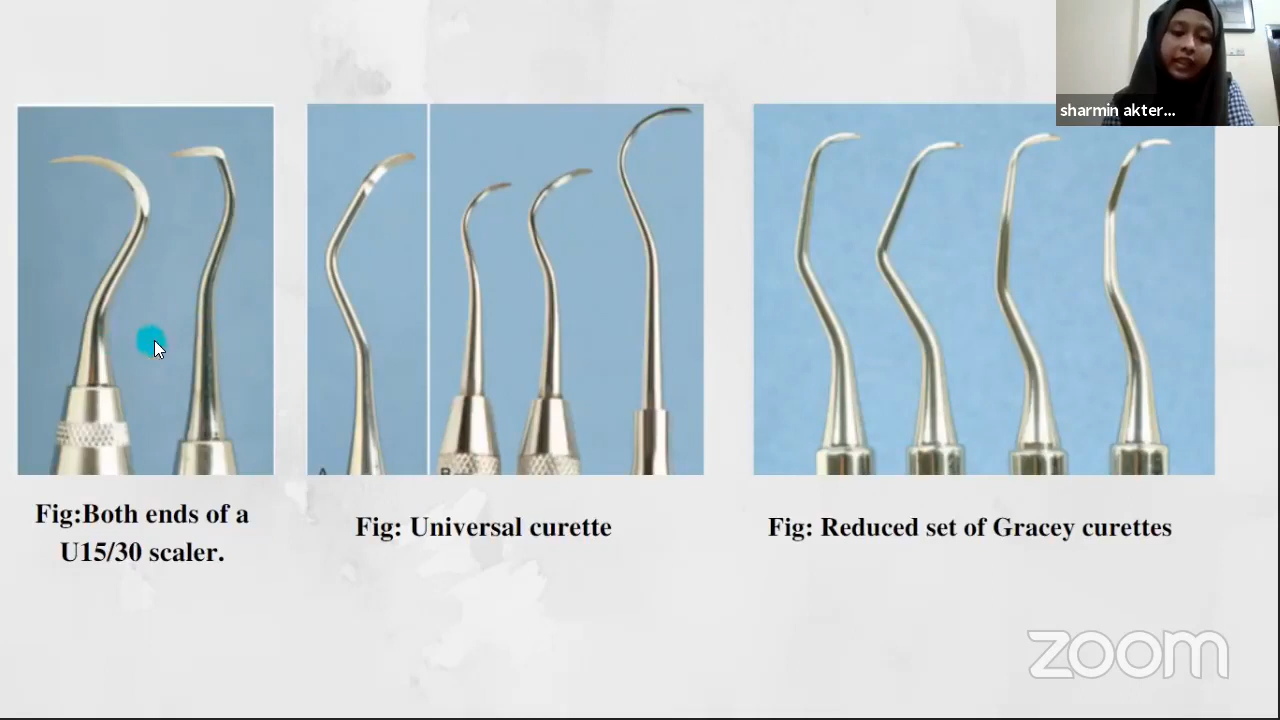 sharmin akter...
A
B
Fig:Both ends of a
U15/30 scaler.
Fig: Universal curette
Fig: Reduced set of Gracey curettes
zoom